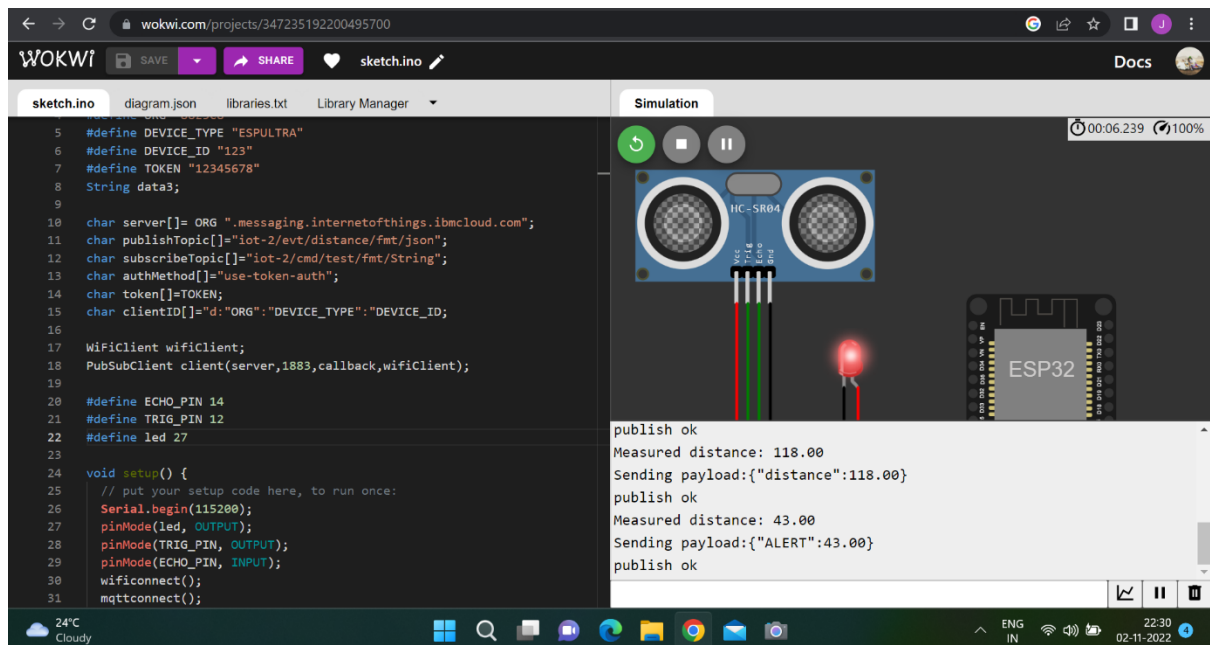 wokwi.com/projects/347235192200495700
J
WOKWI SAVE SHARE sketch.ino Docs
sketch.ino diagram.json libraries.txt Library Manager
Simulation
5 #define DEVICE_TYPE "ESPULTRA"
6 #define DEVICE_ID "123"
7 #define TOKEN "12345678"
8 String data3;
9
10 char server[]= ORG ".messaging.internetofthings.ibmcloud.com";
11 char publishTopic[]="iot-2/evt/distance/fmt/json";
12 char subscribeTopic[]="iot-2/cmd/test/fmt/String";
13 char authMethod[]="use-token-auth";
14 char token[]=TOKEN;
15 char clientID[]="d:"ORG":"DEVICE_TYPE":"DEVICE_ID;
16
17 WiFiClient wifiClient;
18 PubSubClient client(server,1883,callback,wifiClient);
19
20 #define ECHO_PIN 14
21 #define TRIG_PIN 12
22 #define led 27
23
24 void setup() {
25 // put your setup code here, to run once:
26 Serial.begin(115200);
27 pinMode(led, OUTPUT);
28 pinMode(TRIG_PIN, OUTPUT);
29 pinMode(ECHO_PIN, INPUT);
30 wificonnect();
31 mqttconnect();
00:06.239 100%
HC-SR04
Vcc Trig Echo Gnd
ESP32
publish ok
Measured distance: 118.00
Sending payload:{"distance":118.00}
publish ok
Measured distance: 43.00
Sending payload:{"ALERT":43.00}
publish ok
24°C
Cloudy
ENG
IN
22:30
02-11-2022
4